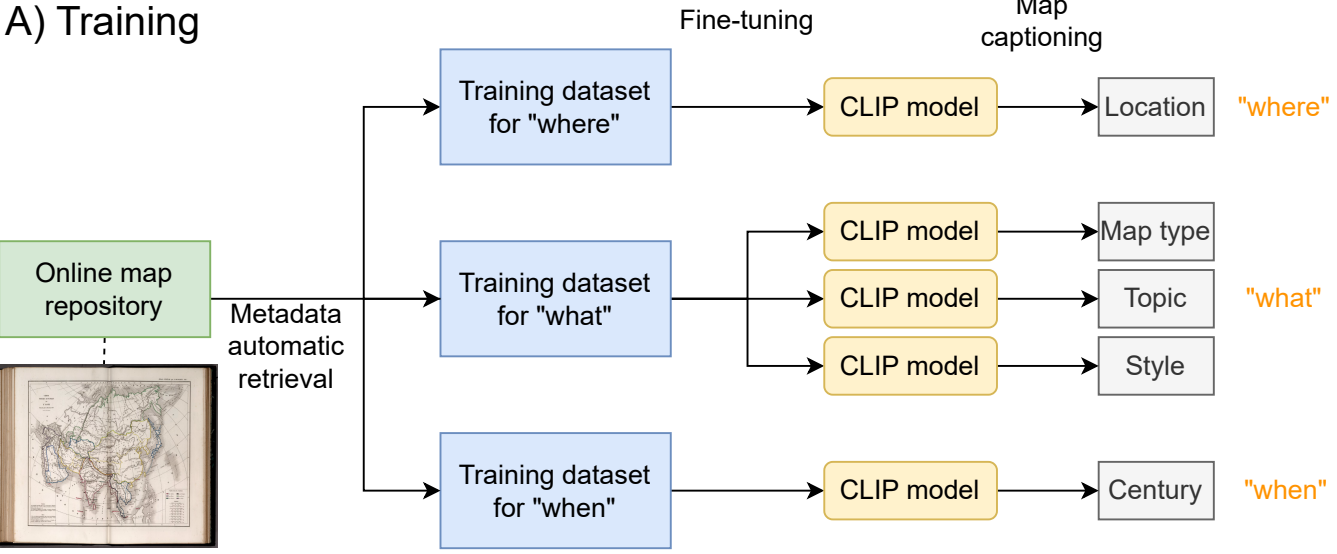 A) Training
Fine-tuning
Map
captioning
Training dataset
for "where"
CLIP model
Location
"where"
Online map
repository
Metadata
automatic
retrieval
Training dataset
for "what"
CLIP model
Map type
CLIP model
Topic
"what"
CLIP model
Style
Training dataset
for "when"
CLIP model
Century
"when"